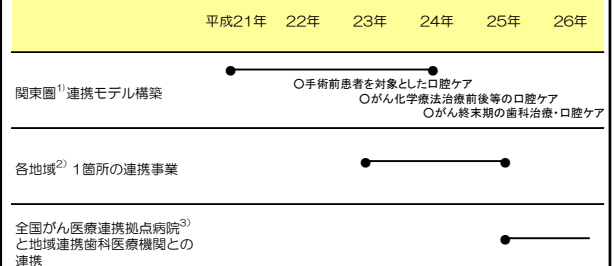 平成21年 22年 23年 24年 25年 26年
関東圏1)連携モデル構築
○手術前患者を対象とした口腔ケア
○がん化学療法治療前後等の口腔ケア
○がん終末期の歯科治療・口腔ケア
各地域2) 1箇所の連携事業
全国がん医療連携拠点病院3)
と地域連携歯科医療機関との
連携